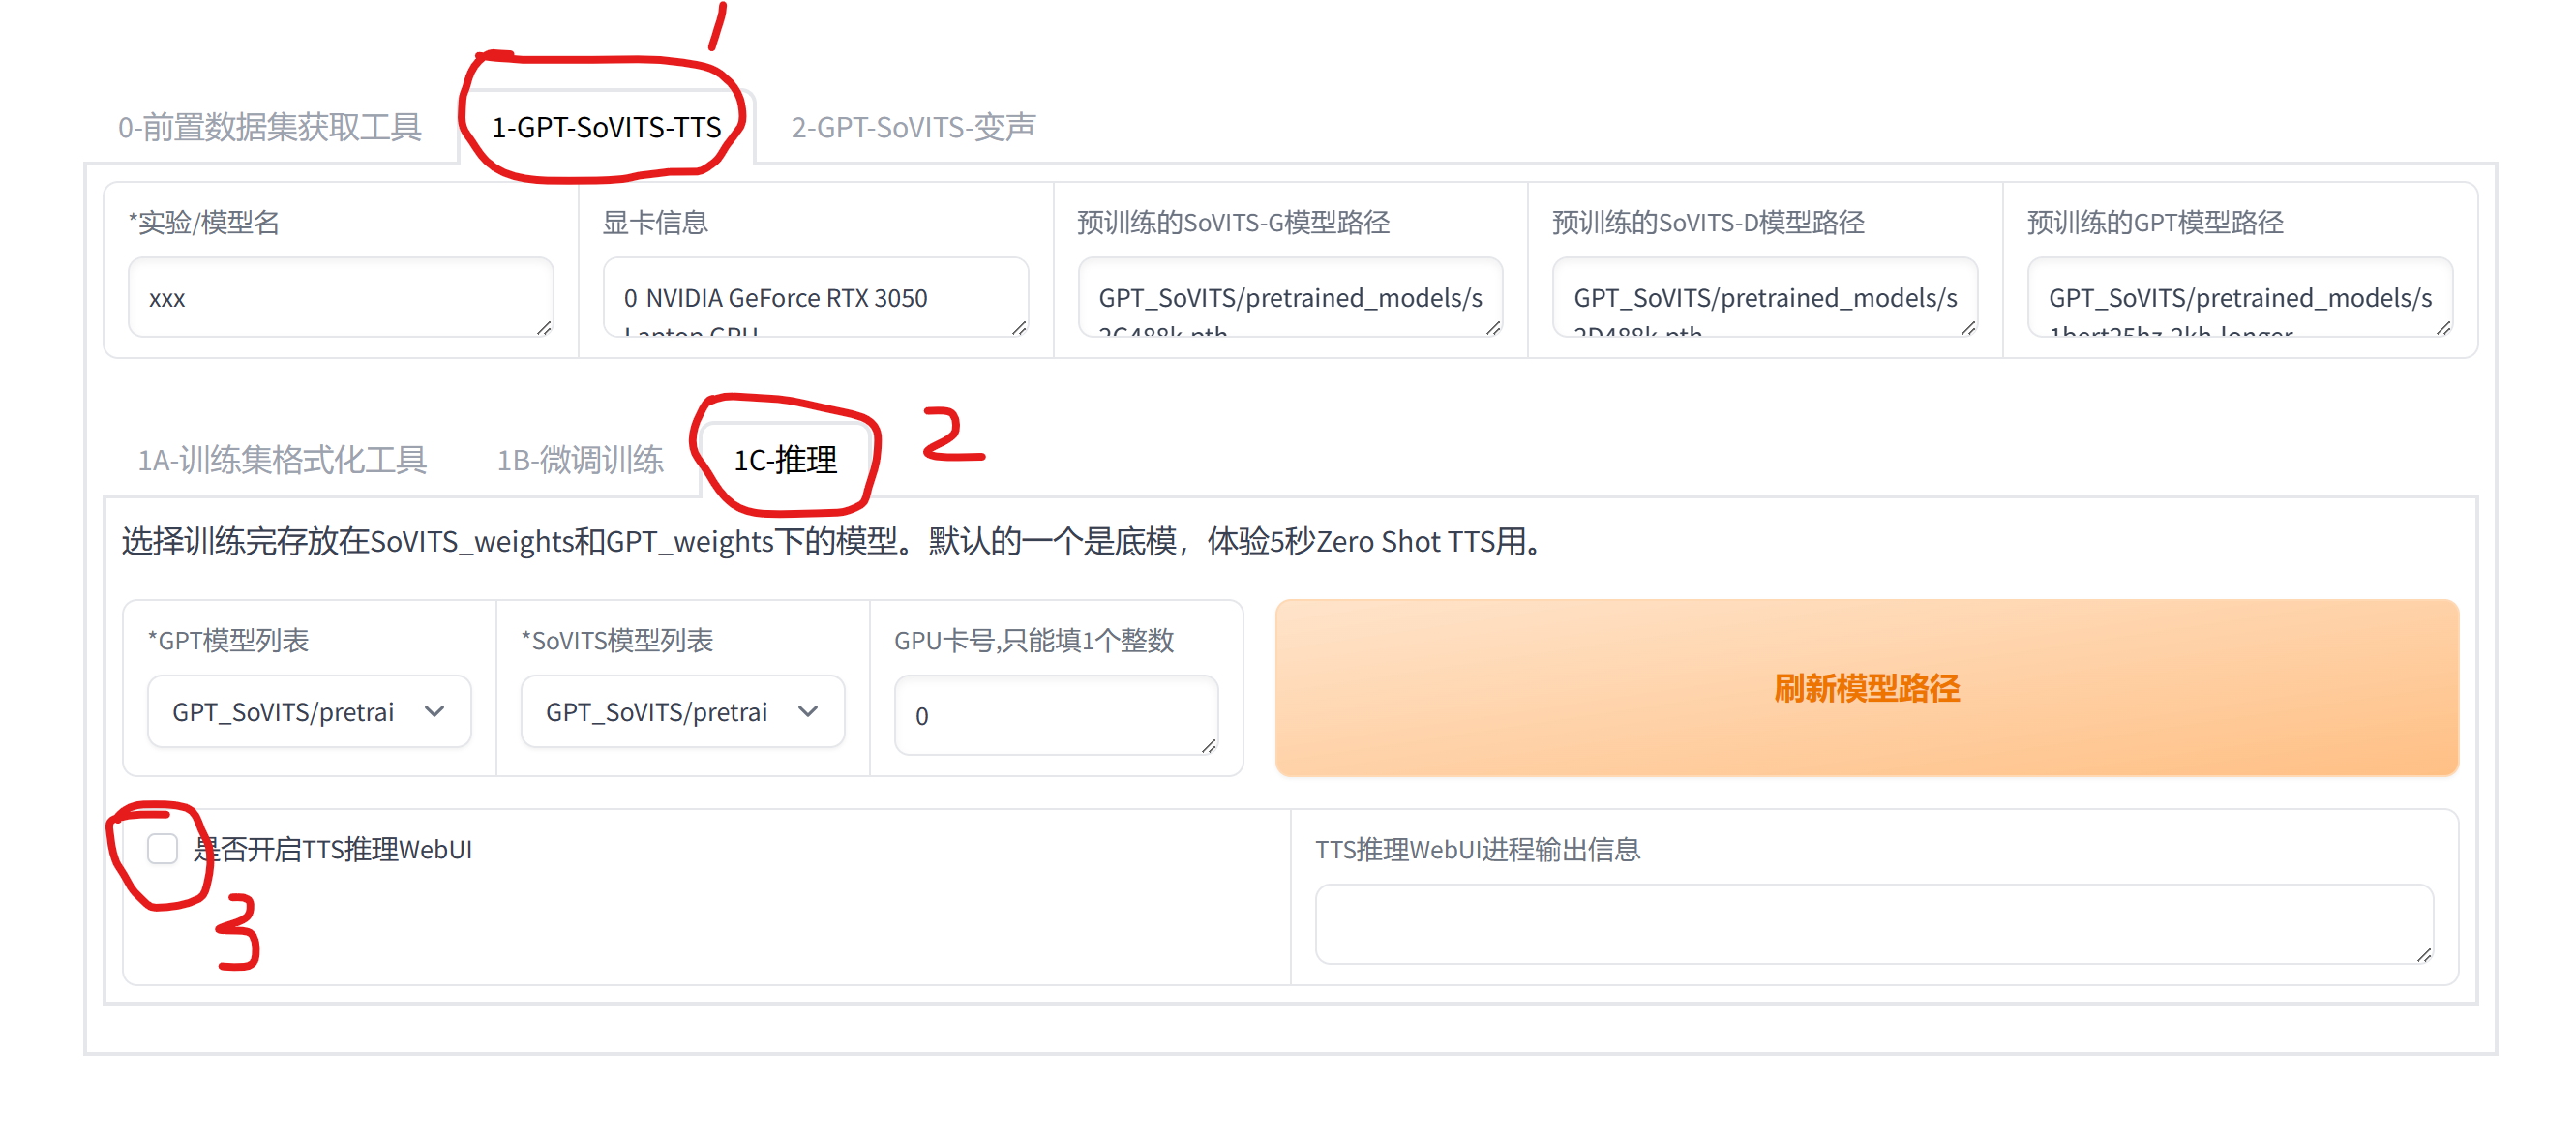 1
0-前置数据集获取工具 1-GPT-SoVITS-TTS 2-GPT-SoVITS-变声
*实验/模型名 显卡信息 预训练的SoVITS-G模型路径 预训练的SoVITS-D模型路径 预训练的GPT模型路径
xxx 0 NVIDIA GeForce RTX 3050 GPT_SoVITS/pretrained_models/s GPT_SoVITS/pretrained_models/s GPT_SoVITS/pretrained_models/s
Laptop GPU 2G488k.pth 2D488k.pth 1bert25hz-2kh-longer
1A-训练集格式化工具 1B-微调训练 1C-推理 2
选择训练完存放在SoVITS_weights和GPT_weights下的模型。默认的一个是底模，体验5秒Zero Shot TTS用。
*GPT模型列表 *SoVITS模型列表 GPU卡号,只能填1个整数
GPT_SoVITS/pretrai GPT_SoVITS/pretrai 0 刷新模型路径
是否开启TTS推理WebUI TTS推理WebUI进程输出信息
3